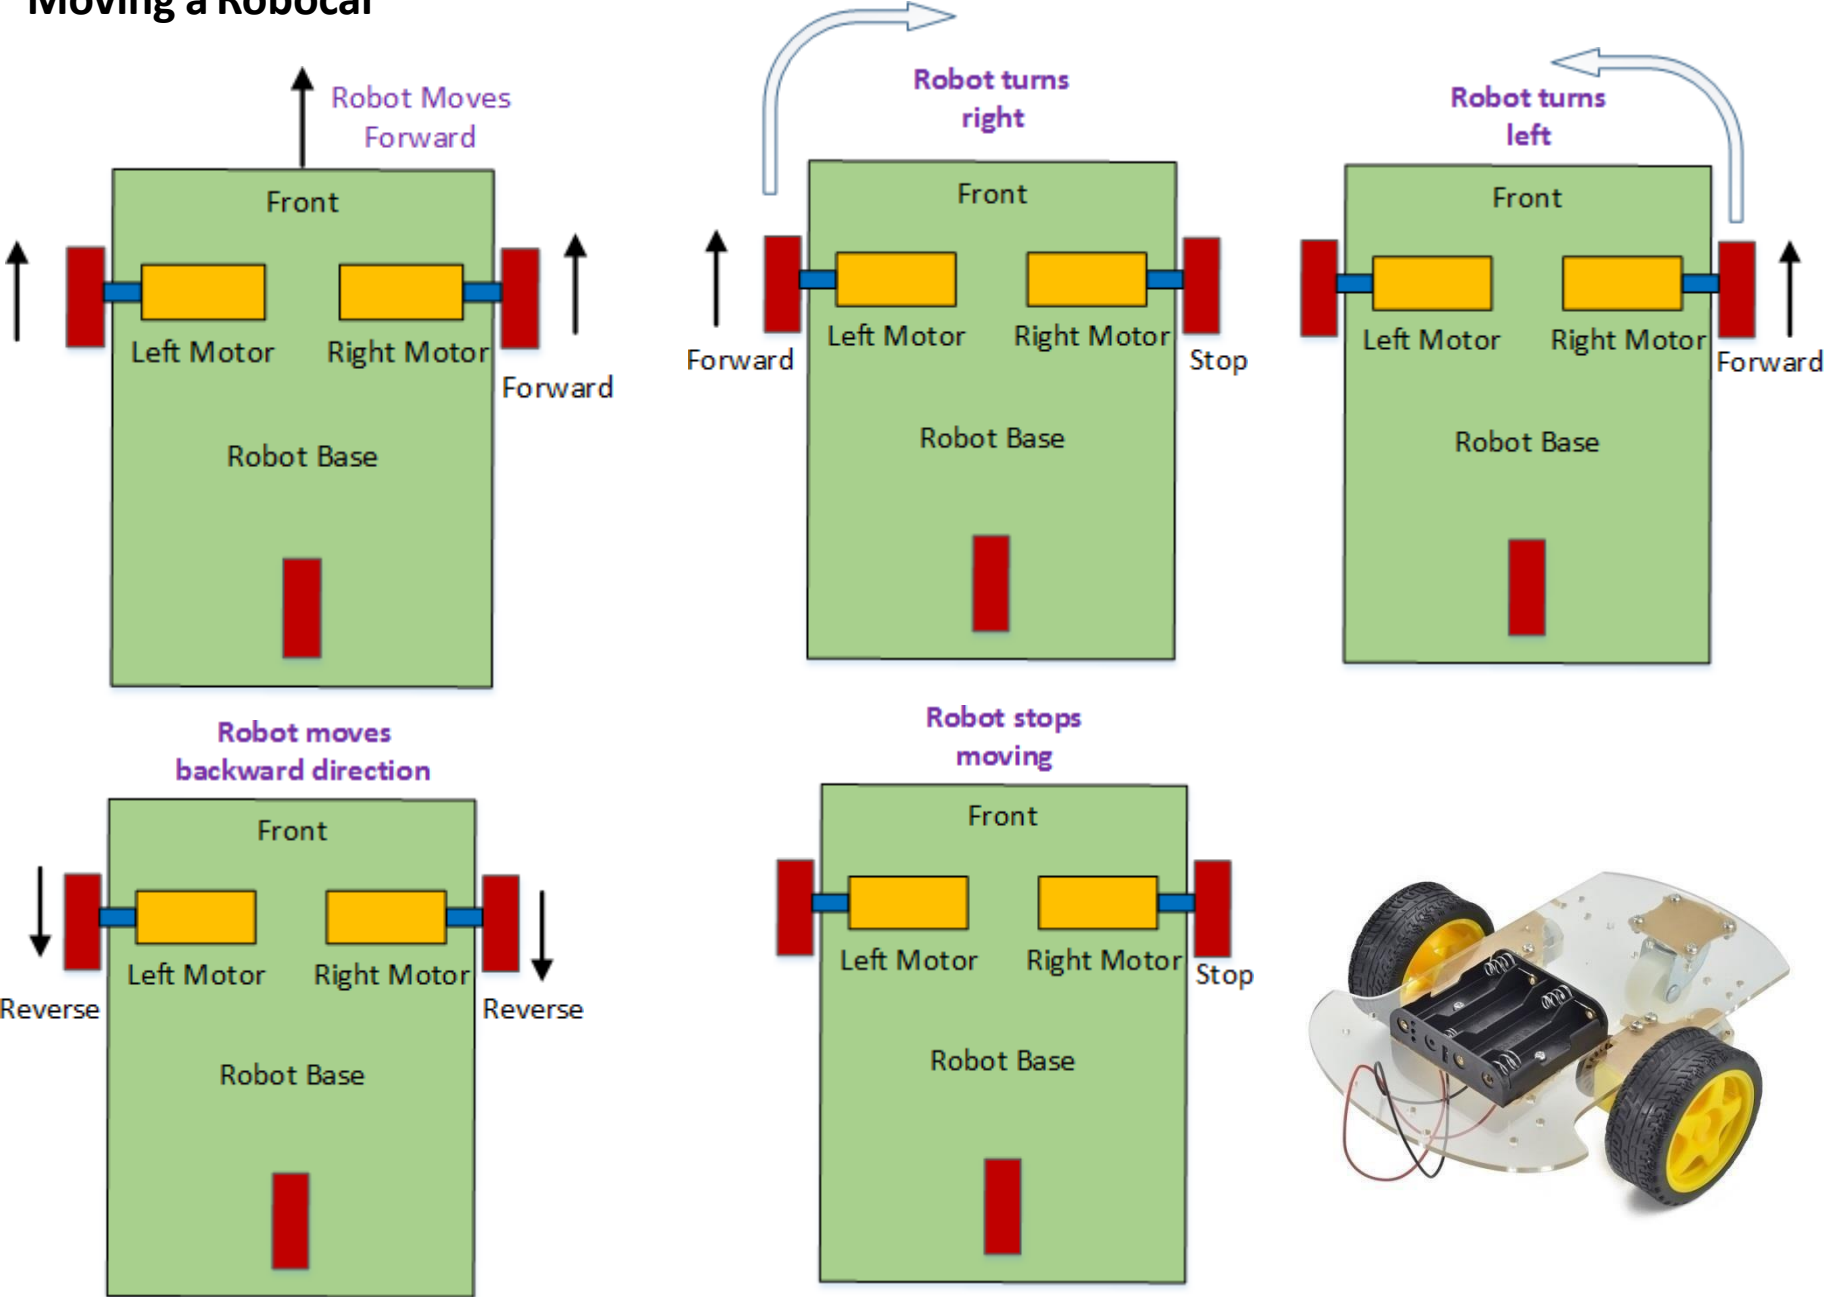 Moving a Robocar
Robot Moves
Forward
Front
Left Motor
Right Motor
Forward
Robot Base
Robot turns
right
Front
Left Motor
Right Motor
Forward
Stop
Robot Base
Robot turns
left
Front
Left Motor
Right Motor
Forward
Robot Base
Robot moves
backward direction
Front
Left Motor
Right Motor
Reverse
Reverse
Robot Base
Robot stops
moving
Front
Left Motor
Right Motor
Stop
Robot Base